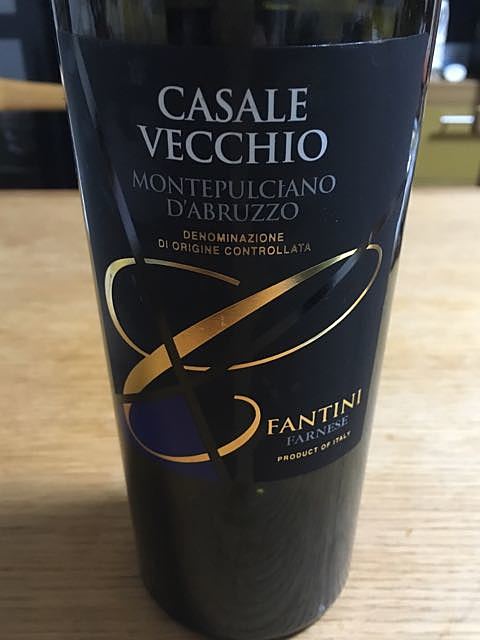 CASALE
VECCHIO
MONTEPULCIANO
D'ABRUZZO
DENOMINAZIONE
DI ORIGINE CONTROLLATA
FANTINI
FARNESE
PRODUCT OF ITALY